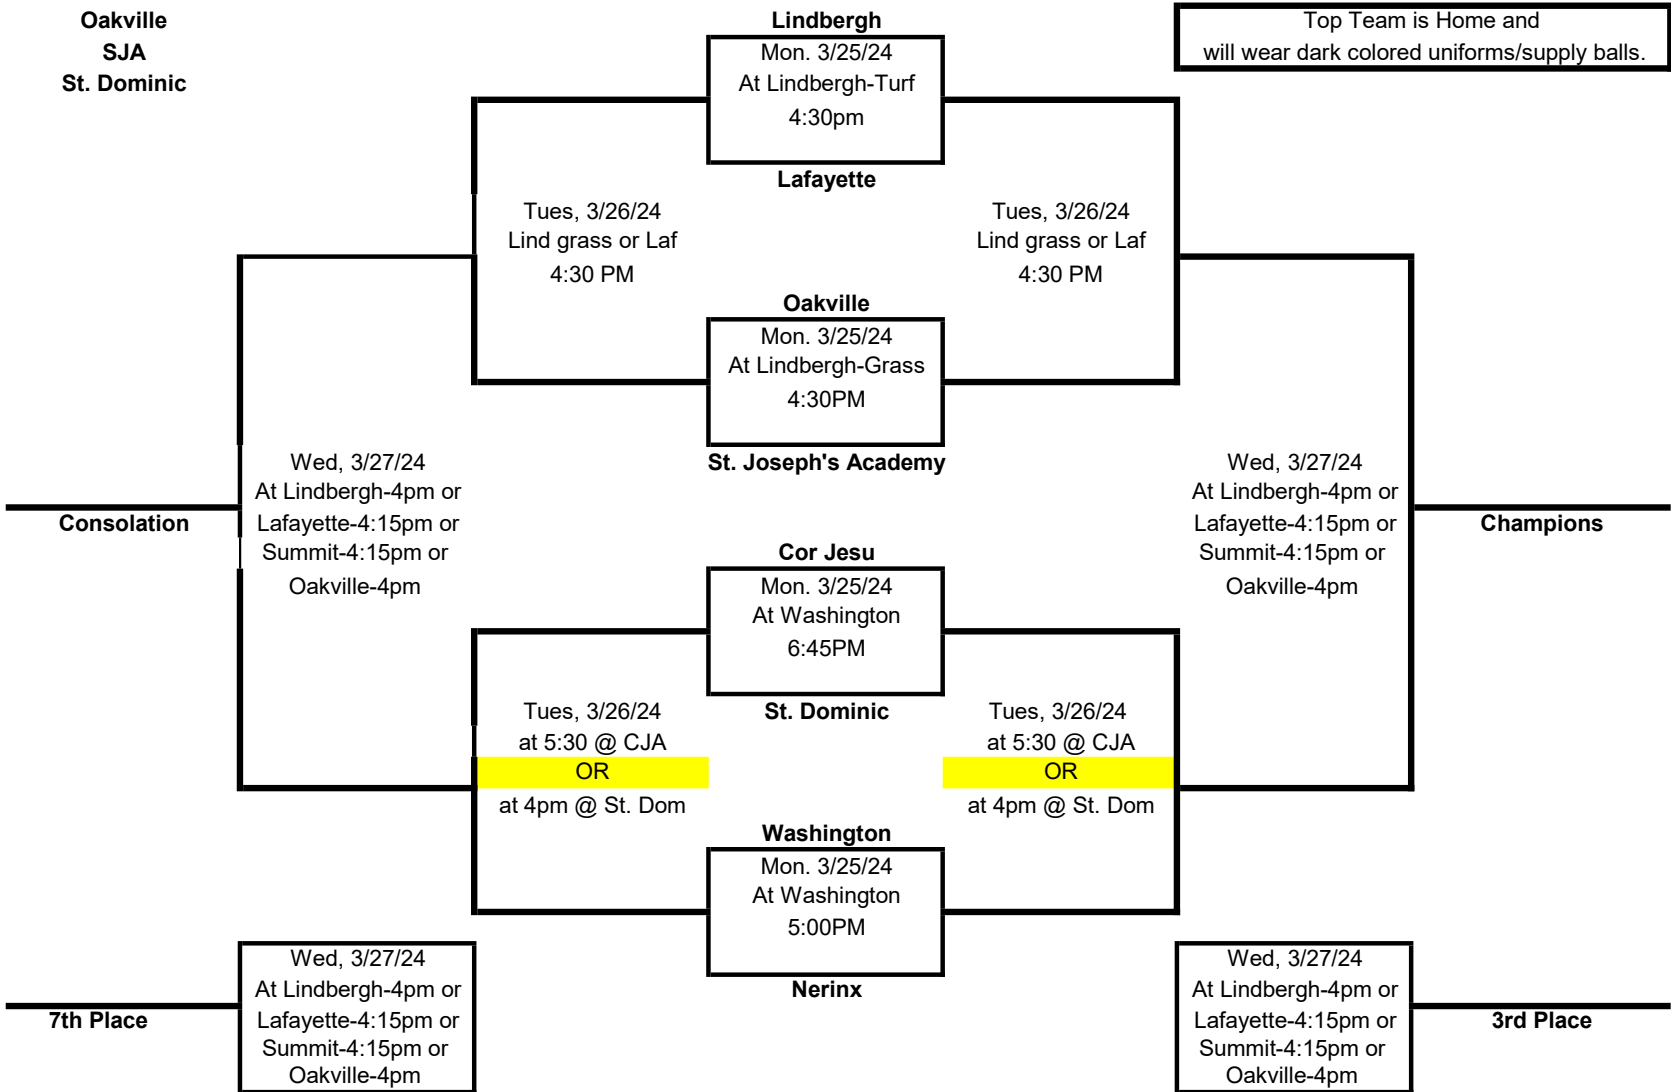 Oakville
SJA
St. Dominic
Lindbergh
Mon. 3/25/24
At Lindbergh-Turf
4:30pm
Lafayette
Top Team is Home and
will wear dark colored uniforms/supply balls.
Tues, 3/26/24
Lind grass or Laf
4:30 PM
Tues, 3/26/24
Lind grass or Laf
4:30 PM
Oakville
Mon. 3/25/24
At Lindbergh-Grass
4:30PM
St. Joseph's Academy
Wed, 3/27/24
At Lindbergh-4pm or
Lafayette-4:15pm or
Summit-4:15pm or
Oakville-4pm
Consolation
Wed, 3/27/24
At Lindbergh-4pm or
Lafayette-4:15pm or
Summit-4:15pm or
Oakville-4pm
Champions
Cor Jesu
Mon. 3/25/24
At Washington
6:45PM
St. Dominic
Tues, 3/26/24
at 5:30 @ CJA
OR
at 4pm @ St. Dom
Tues, 3/26/24
at 5:30 @ CJA
OR
at 4pm @ St. Dom
Washington
Mon. 3/25/24
At Washington
5:00PM
Nerinx
Wed, 3/27/24
At Lindbergh-4pm or
Lafayette-4:15pm or
Summit-4:15pm or
Oakville-4pm
7th Place
Wed, 3/27/24
At Lindbergh-4pm or
Lafayette-4:15pm or
Summit-4:15pm or
Oakville-4pm
3rd Place